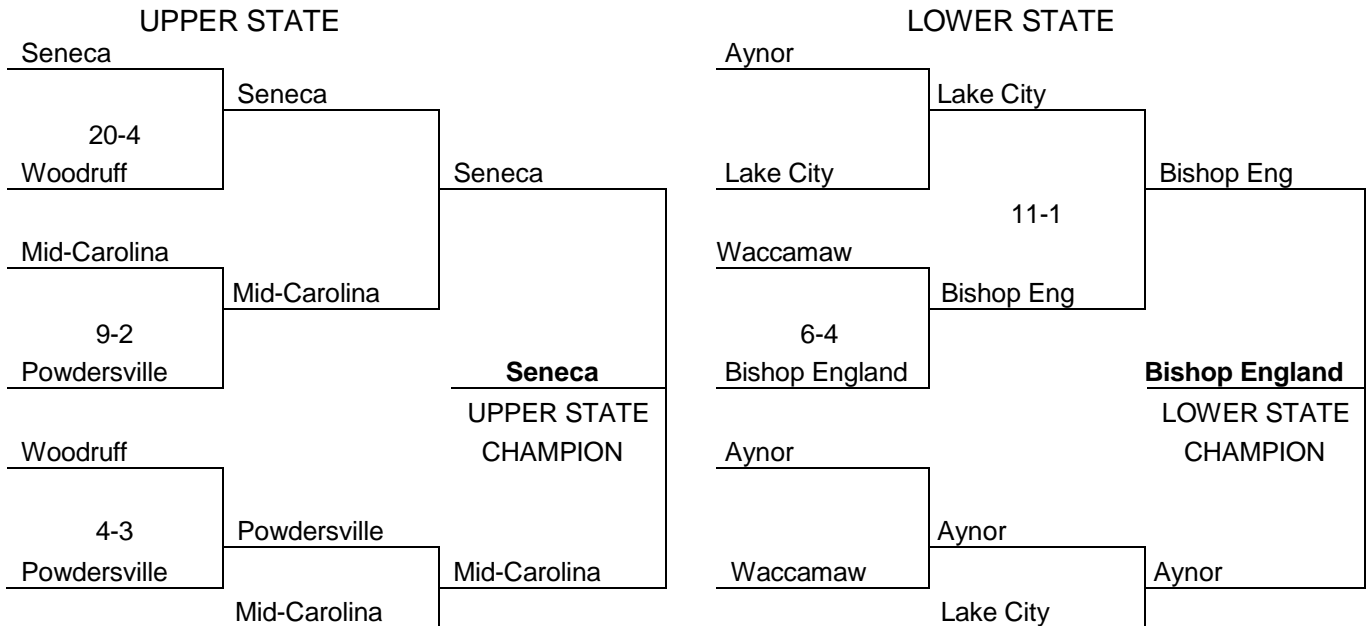 UPPER STATE
Seneca
Seneca
20-4
Woodruff
Seneca
Mid-Carolina
Mid-Carolina
9-2
Powdersville
Seneca
UPPER STATE
CHAMPION
Woodruff
4-3
Powdersville
Powdersville
Mid-Carolina
Mid-Carolina
LOWER STATE
Aynor
Lake City
Lake City
Bishop Eng
11-1
Waccamaw
Bishop Eng
6-4
Bishop England
Bishop England
LOWER STATE
CHAMPION
Aynor
Aynor
Waccamaw
Aynor
Lake City